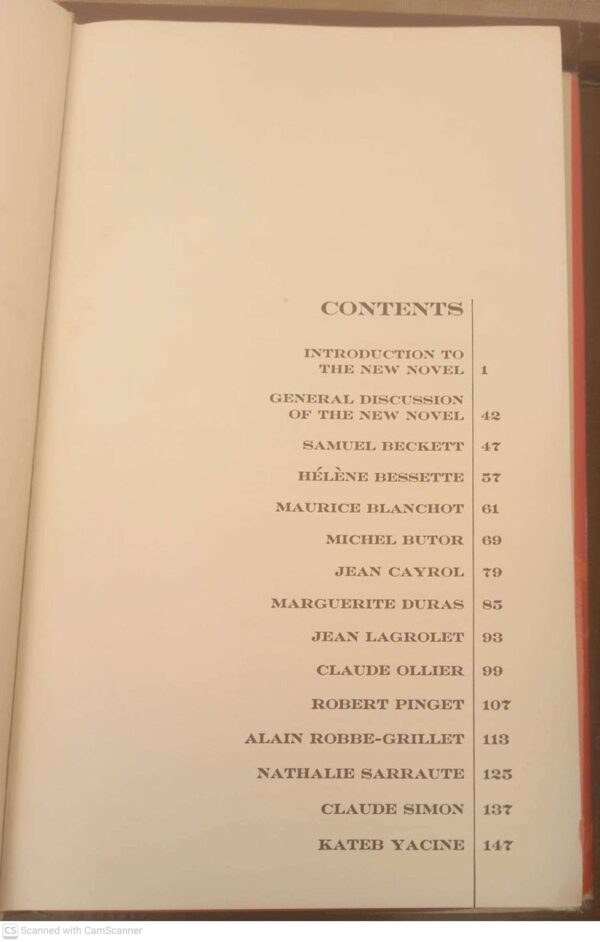 CONTENTS
INTRODUCTION TO
THE NEW NOVEL 1
GENERAL DISCUSSION
OF THE NEW NOVEL 42
SAMUEL BECKETT 47
HÉLÈNE BESSETTE 57
MAURICE BLANCHOT 61
MICHEL BUTOR 69
JEAN CAYROL 79
MARGUERITE DURAS 85
JEAN LAGROLET 93
CLAUDE OLLIER 99
ROBERT PINGET 107
ALAIN ROBBE-GRILLET 113
NATHALIE SARRAUTE 125
CLAUDE SIMON 137
KATEB YACINE 147
CS Scanned with CamScanner